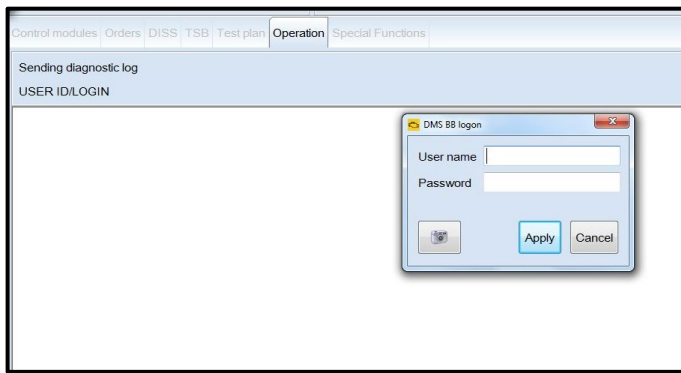 Control modules Orders DISS TSB Test plan Operation Special Functions
Sending diagnostic log
USER ID/LOGIN
DMS BB logon
User name
Password
Apply Cancel